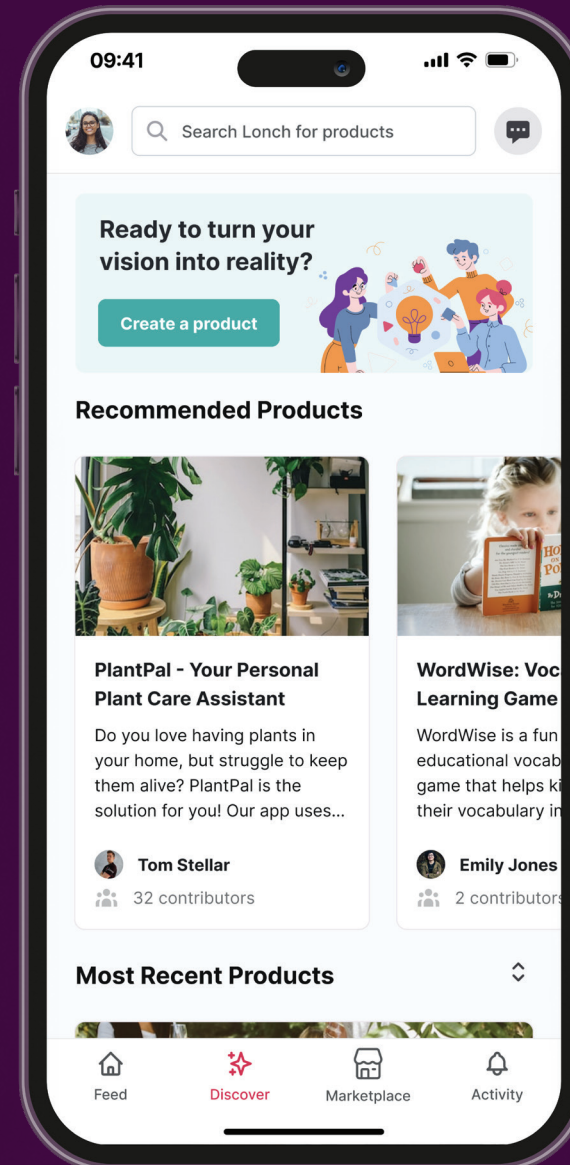 09:41
Search Lonch for products
Ready to turn your
vision into reality?
Create a product
Recommended Products
PlantPal - Your Personal
Plant Care Assistant
Do you love having plants in
your home, but struggle to keep
them alive? PlantPal is the
solution for you! Our app uses...
Tom Stellar
32 contributors
WordWise: Voc
Learning Game
WordWise is a fun
educational vocab
game that helps ki
their vocabulary in
Emily Jones
2 contributors
Most Recent Products
Feed
Discover
Marketplace
Activity